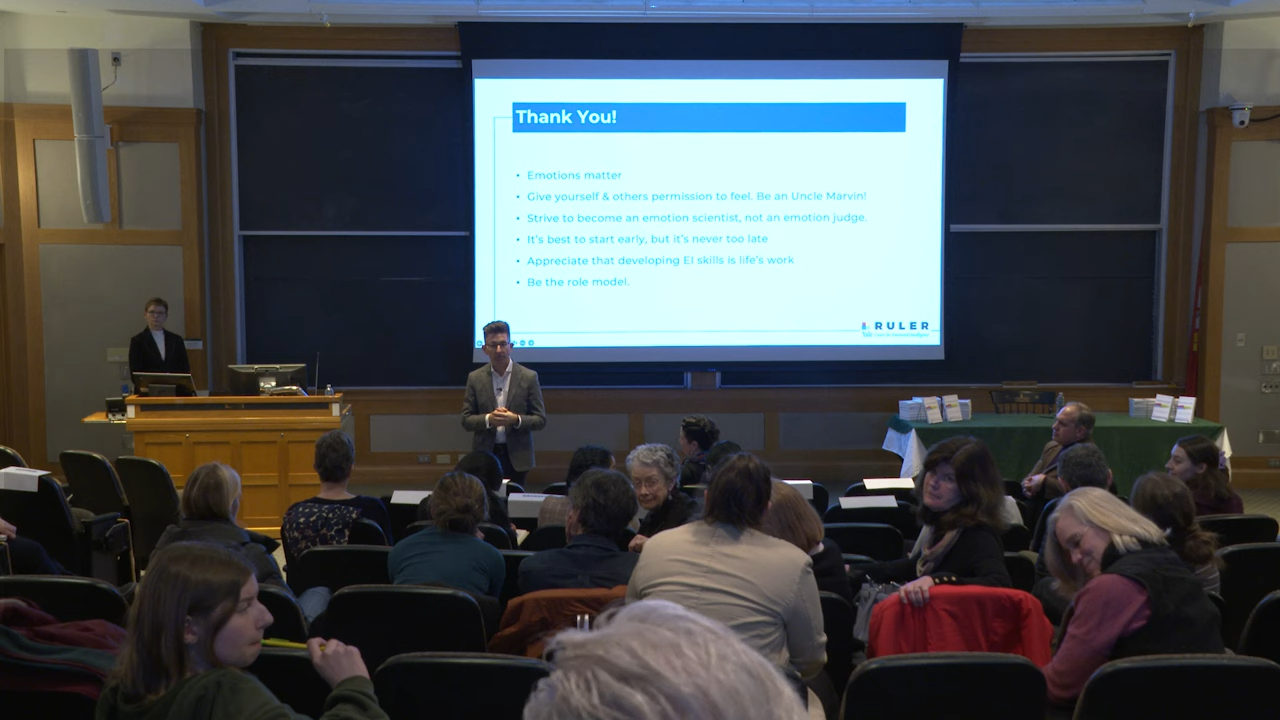 Thank You!
• Emotions matter
• Give yourself & others permission to feel. Be an Uncle Marvin!
• Strive to become an emotion scientist, not an emotion judge.
• It's best to start early, but it's never too late
• Appreciate that developing EI skills is life's work
• Be the role model.
RULER